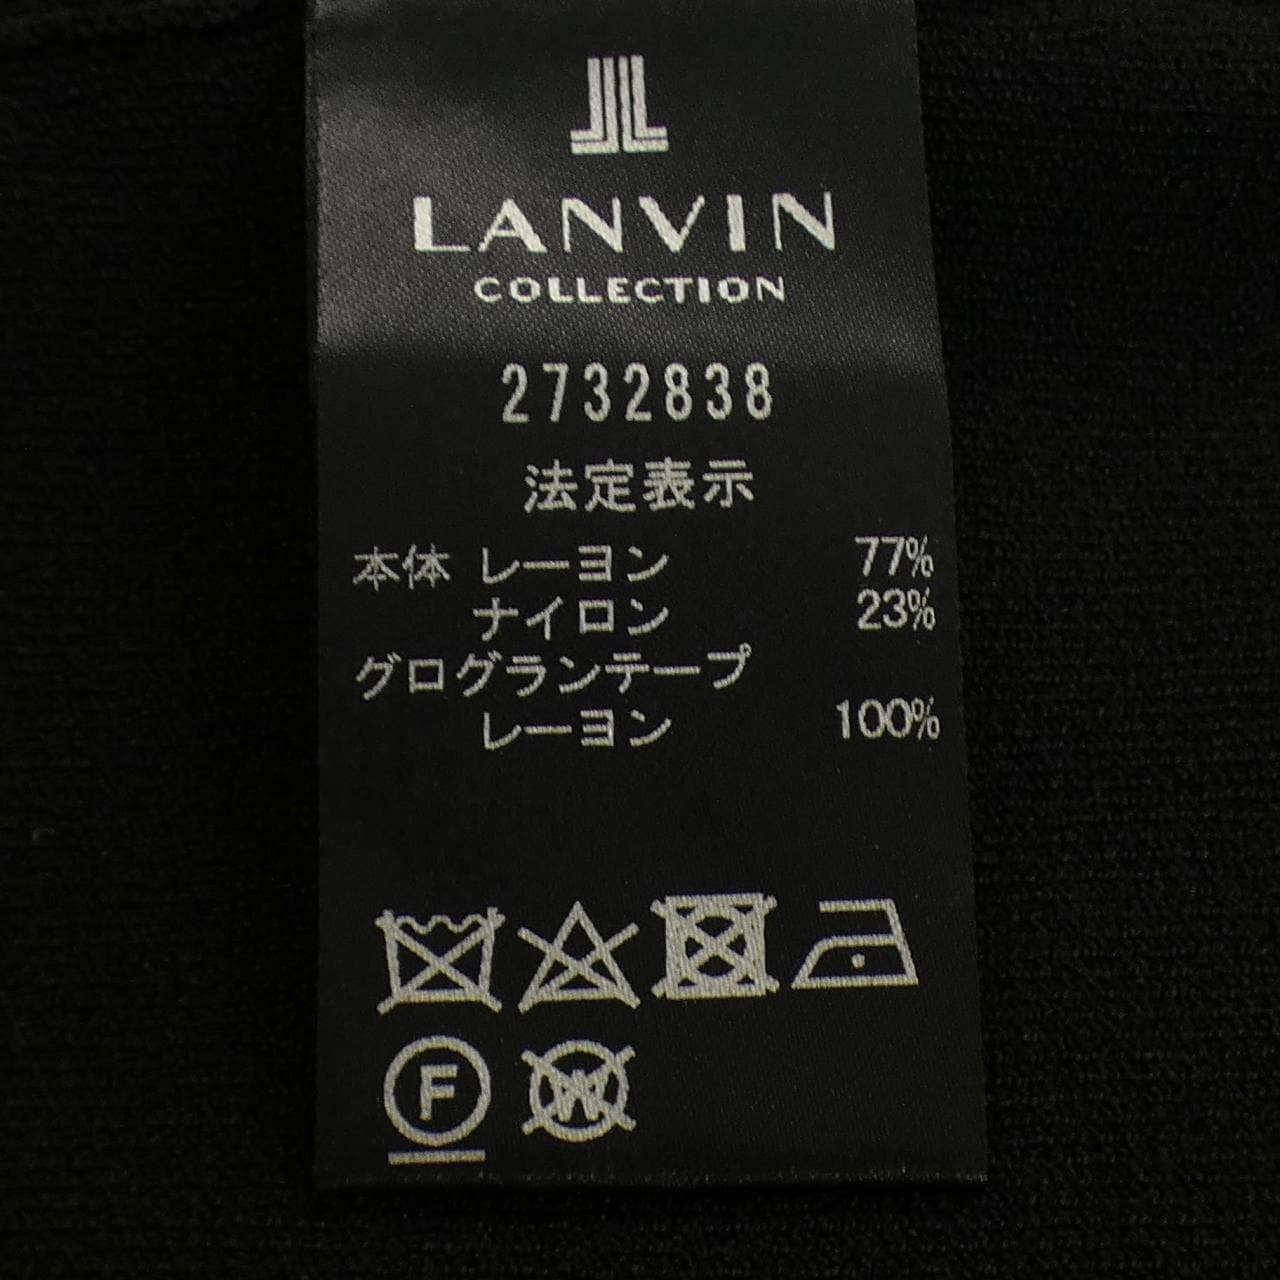 LANVIN
COLLECTION
2732838
法定表示
本体 レーヨン 77%
ナイロン 23%
グログランテープ
レーヨン 100%
F W